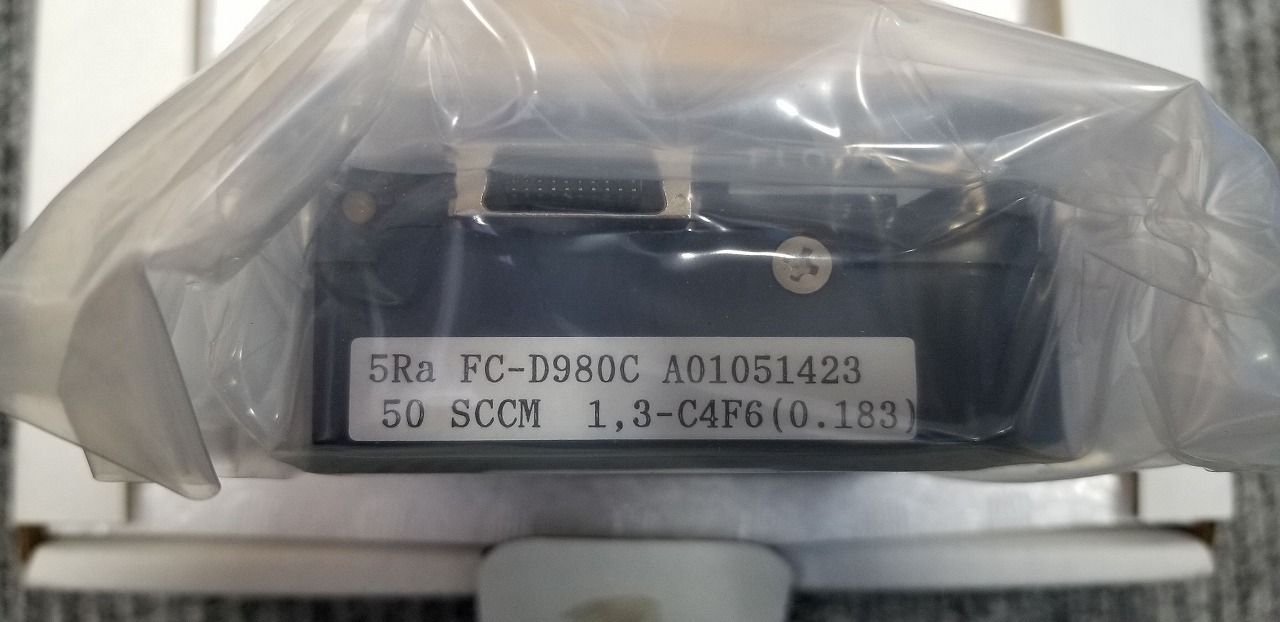 5Ra FC-D980C A01051423
50 SCCM 1,3-C4F6(0.183)